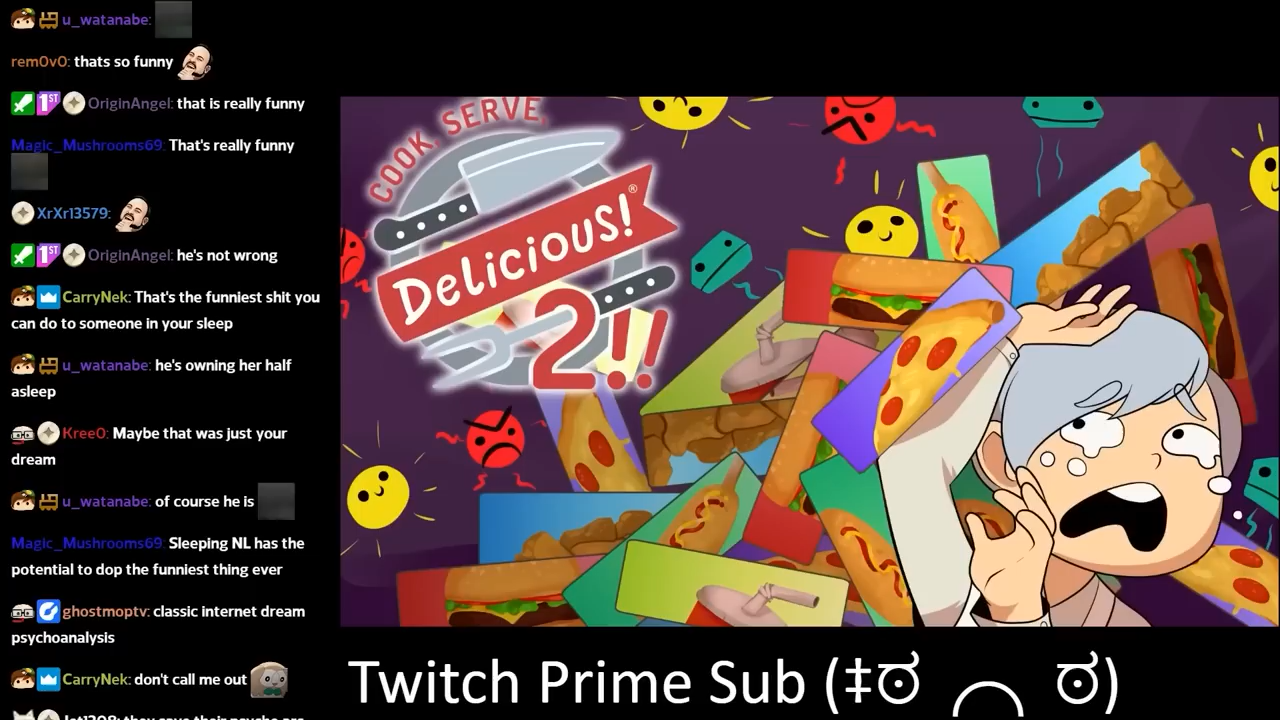 u_watanabe:
rem0v0: thats so funny
1ST OriginAngel: that is really funny
Magic_Mushrooms69: That's really funny
XrXr13579:
1ST OriginAngel: he's not wrong
CarryNek: That's the funniest shit you
can do to someone in your sleep
u_watanabe: he's owning her half
asleep
Kree0: Maybe that was just your
dream
u_watanabe: of course he is
Magic_Mushrooms69: Sleeping NL has the
potential to dop the funniest thing ever
ghostmoptv: classic internet dream
psychoanalysis
CarryNek: don't call me out
COOK, SERVE,
Delicious!®
2!!
Twitch Prime Sub (‡ಠ ⁔ ಠ)